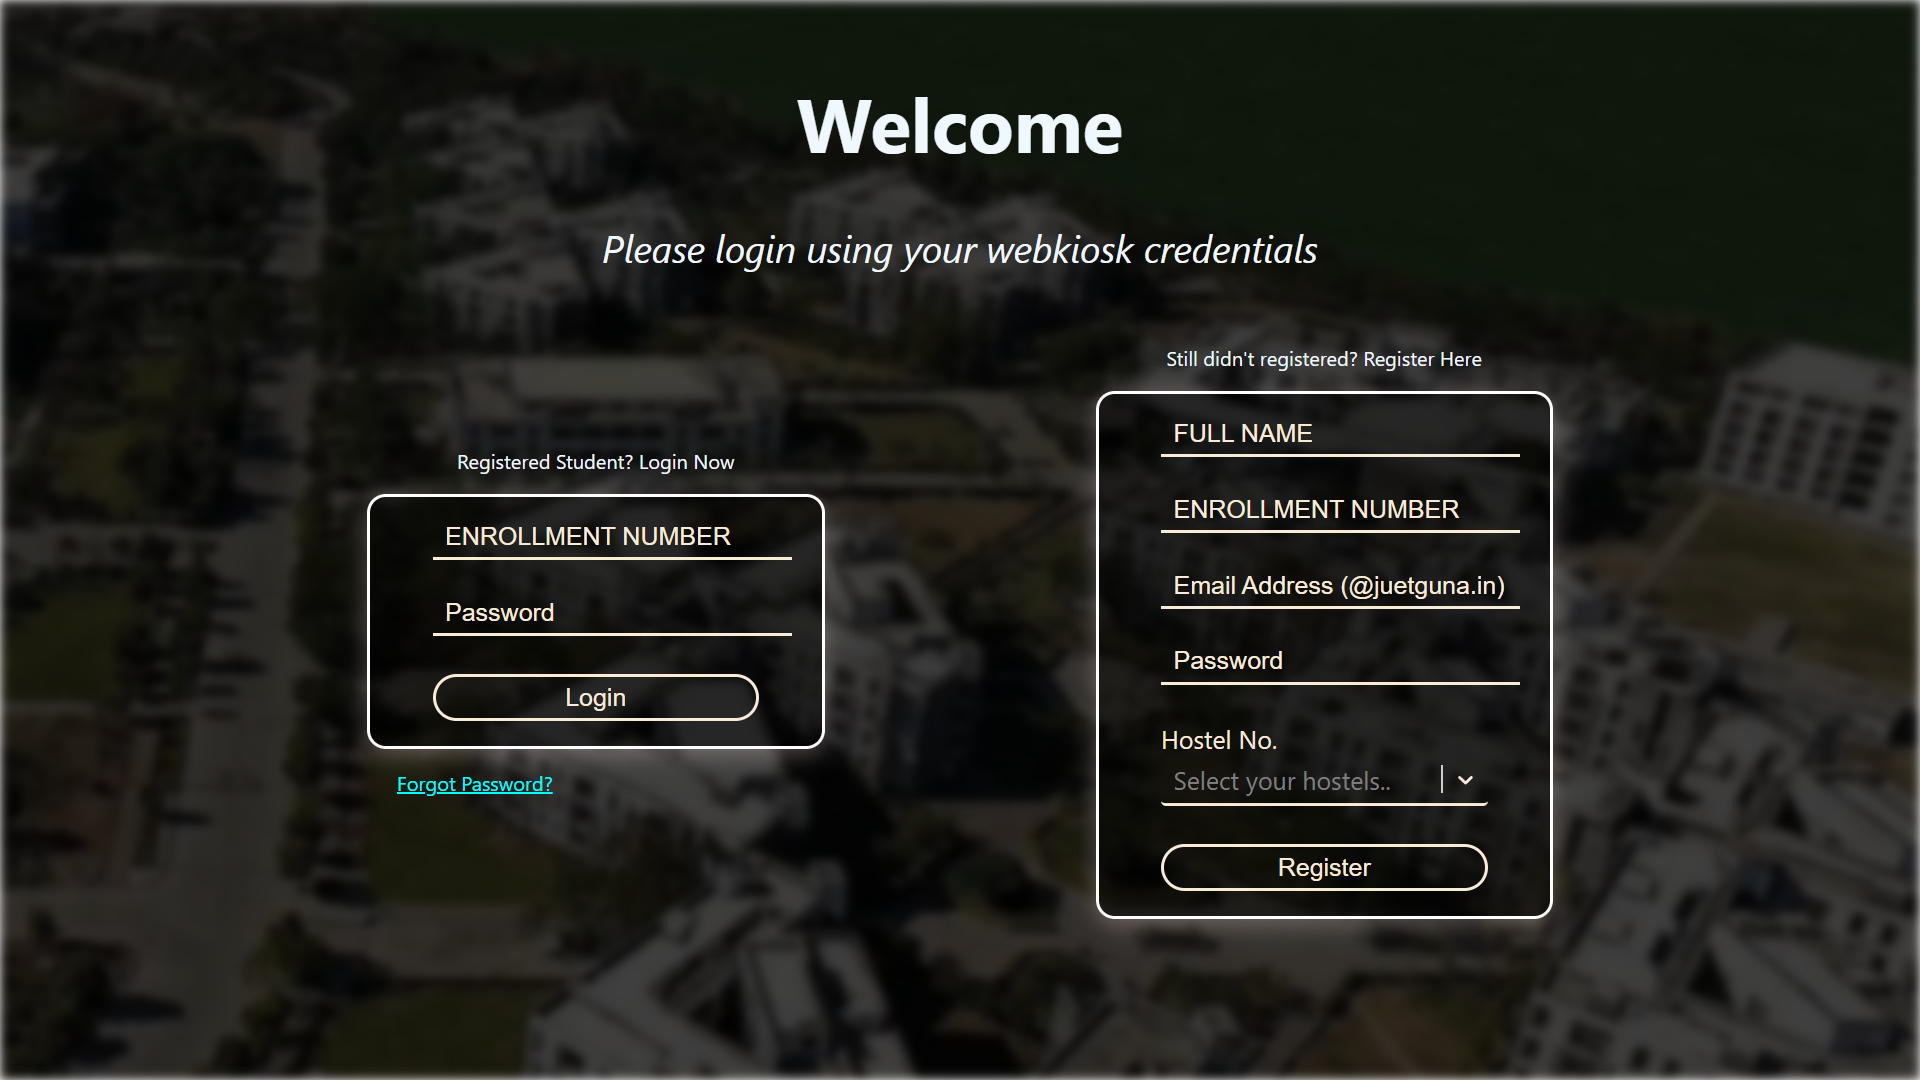 Welcome
Please login using your webkiosk credentials
Registered Student? Login Now
ENROLLMENT NUMBER
Password
Login
Forgot Password?
Still didn't registered? Register Here
FULL NAME
ENROLLMENT NUMBER
Email Address (@juetguna.in)
Password
Hostel No.
Select your hostels..
Register